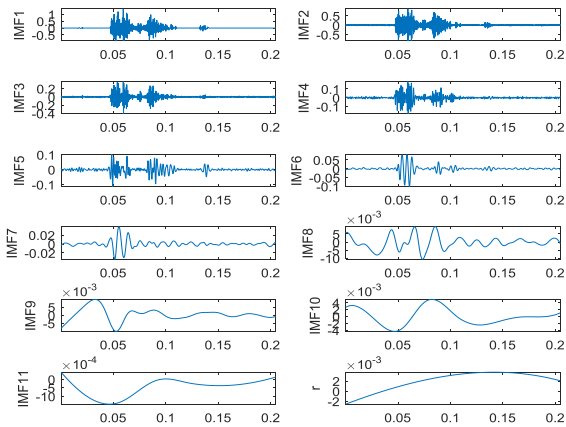 IMF1 1 0.5 0 -0.5 0.05 0.1 0.15 0.2
IMF2 0.5 0 -0.5 0.05 0.1 0.15 0.2
IMF3 0.2 0 -0.2 -0.4 0.05 0.1 0.15 0.2
IMF4 0.1 0 -0.1 0.05 0.1 0.15 0.2
IMF5 0.1 0 -0.1 0.05 0.1 0.15 0.2
IMF6 0.05 0 -0.05 -0.1 0.05 0.1 0.15 0.2
IMF7 0.02 0 -0.02 0.05 0.1 0.15 0.2
IMF8 ×10⁻³ 5 0 -5 -10 0.05 0.1 0.15 0.2
IMF9 ×10⁻³ 5 0 -5 0.05 0.1 0.15 0.2
IMF10 ×10⁻³ 4 2 0 -2 -4 0.05 0.1 0.15 0.2
IMF11 ×10⁻⁴ 0 -5 -10 -15 0.05 0.1 0.15 0.2
r ×10⁻³ 2 0 -2 0.05 0.1 0.15 0.2